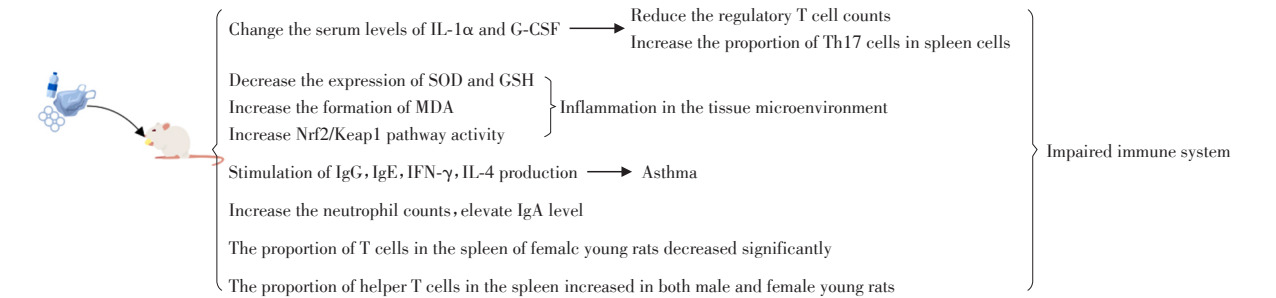 Change the serum levels of IL-1α and G-CSF
Reduce the regulatory T cell counts
Increase the proportion of Th17 cells in spleen cells
Decrease the expression of SOD and GSH
Increase the formation of MDA
Increase Nrf2/Keap1 pathway activity
Inflammation in the tissue microenvironment
Stimulation of IgG,IgE,IFN-γ,IL-4 production
Asthma
Increase the neutrophil counts,elevate IgA level
The proportion of T cells in the spleen of femalc young rats decreased significantly
The proportion of helper T cells in the spleen increased in both male and female young rats
Impaired immune system